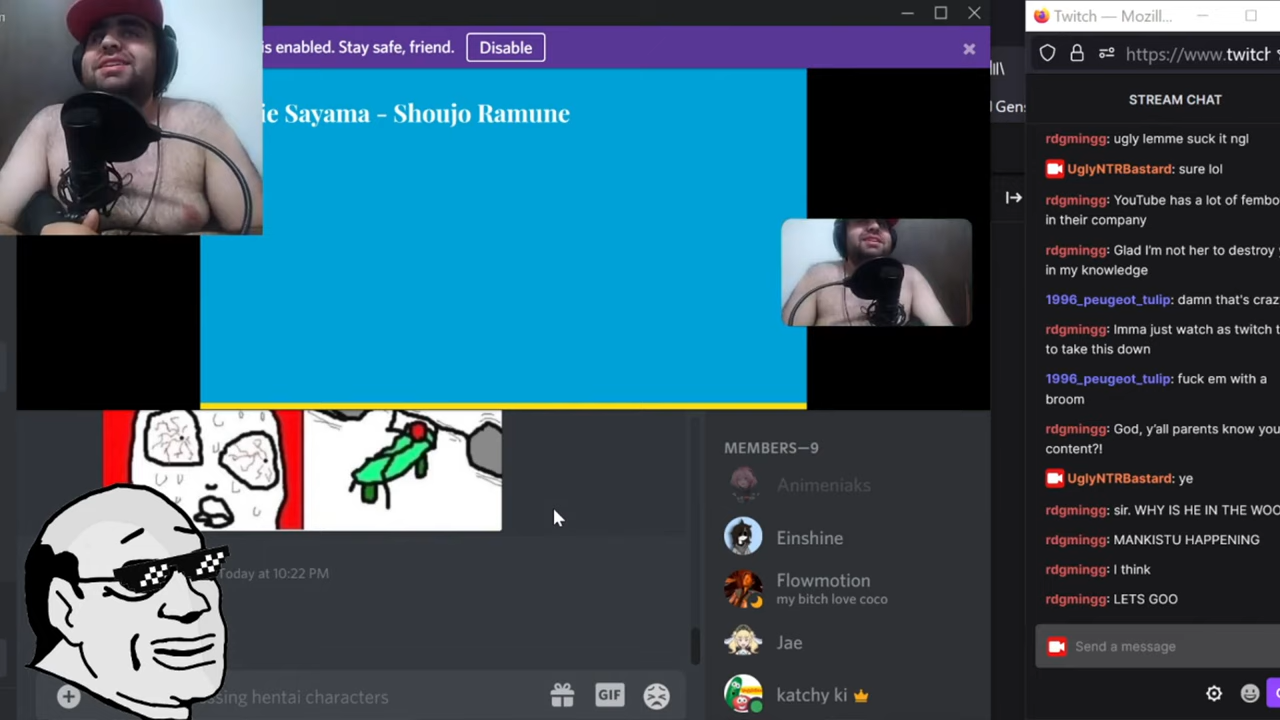 is enabled. Stay safe, friend.
Disable
ie Sayama - Shoujo Ramune
Today at 10:22 PM
sing hentai characters
GIF
MEMBERS—9
Animeniaks
Einshine
Flowmotion
my bitch love coco
Jae
katchy ki
Gens
Twitch — Mozill...
https://www.twitch
STREAM CHAT
rdgmingg: ugly lemme suck it ngl
UglyNTRBastard: sure lol
rdgmingg: YouTube has a lot of fembo
in their company
rdgmingg: Glad I'm not her to destroy
in my knowledge
1996_peugeot_tulip: damn that's craz
rdgmingg: Imma just watch as twitch t
to take this down
1996_peugeot_tulip: fuck em with a
broom
rdgmingg: God, y'all parents know you
content?!
UglyNTRBastard: ye
rdgmingg: sir. WHY IS HE IN THE WOO
rdgmingg: MANKISTU HAPPENING
rdgmingg: I think
rdgmingg: LETS GOO
Send a message